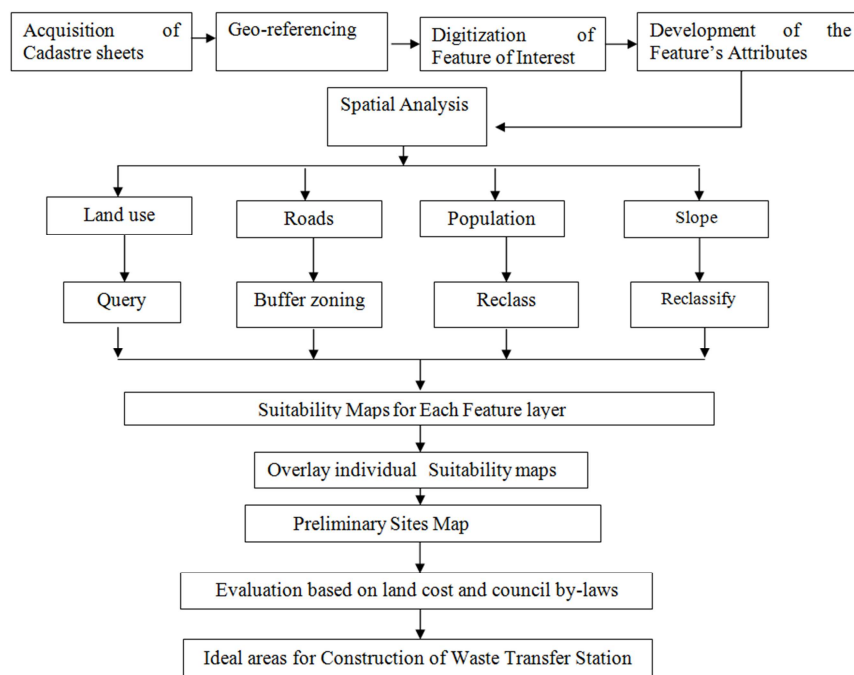 Acquisition of
Cadastre sheets
Geo-referencing
Digitization of
Feature of Interest
Development of the
Feature's Attributes
Spatial Analysis
Land use
Roads
Population
Slope
Query
Buffer zoning
Reclass
Reclassify
Suitability Maps for Each Feature layer
Overlay individual Suitability maps
Preliminary Sites Map
Evaluation based on land cost and council by-laws
Ideal areas for Construction of Waste Transfer Station